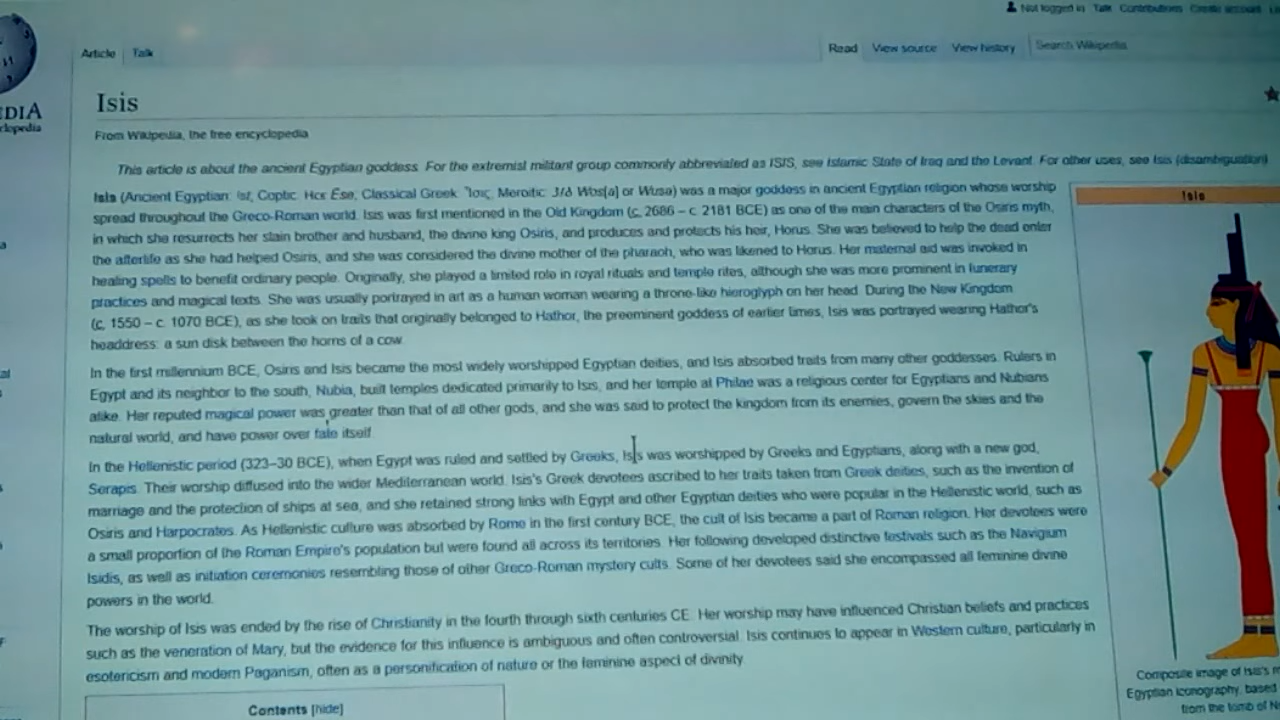 Not logged in Talk Contributions Create account
Article Talk Read View source View history Search Wikipedia
EDIA
clopedia
Isis
From Wikipedia, the free encyclopedia
This article is about the ancient Egyptian goddess. For the extremist militant group commonly abbreviated as ISIS, see Islamic State of Iraq and the Levant. For other uses, see Isis (disambiguation)
Isis (Ancient Egyptian: Coptic: Ⲏⲥⲉ Ēse; Classical Greek: Ἶσις; Meroitic: Wos[a] or Wusa) was a major goddess in ancient Egyptian religion whose worship
spread throughout the Greco-Roman world. Isis was first mentioned in the Old Kingdom (c. 2686 – c. 2181 BCE) as one of the main characters of the Osiris myth,
in which she resurrects her slain brother and husband, the divine king Osiris, and produces and protects his heir, Horus. She was believed to help the dead enter
the afterlife as she had helped Osiris, and she was considered the divine mother of the pharaoh, who was likened to Horus. Her maternal aid was invoked in
healing spells to benefit ordinary people. Originally, she played a limited role in royal rituals and temple rites, although she was more prominent in funerary
practices and magical texts. She was usually portrayed in art as a human woman wearing a throne-like hieroglyph on her head. During the New Kingdom
(c. 1550 – c. 1070 BCE), as she took on traits that originally belonged to Hathor, the preeminent goddess of earlier times, Isis was portrayed wearing Hathor's
headdress: a sun disk between the horns of a cow.
In the first millennium BCE, Osiris and Isis became the most widely worshipped Egyptian deities, and Isis absorbed traits from many other goddesses. Rulers in
Egypt and its neighbor to the south, Nubia, built temples dedicated primarily to Isis, and her temple at Philae was a religious center for Egyptians and Nubians
alike. Her reputed magical power was greater than that of all other gods, and she was said to protect the kingdom from its enemies, govern the skies and the
natural world, and have power over fate itself.
In the Hellenistic period (323–30 BCE), when Egypt was ruled and settled by Greeks, Isis was worshipped by Greeks and Egyptians, along with a new god,
Serapis. Their worship diffused into the wider Mediterranean world. Isis's Greek devotees ascribed to her traits taken from Greek deities, such as the invention of
marriage and the protection of ships at sea, and she retained strong links with Egypt and other Egyptian deities who were popular in the Hellenistic world, such as
Osiris and Harpocrates. As Hellenistic culture was absorbed by Rome in the first century BCE, the cult of Isis became a part of Roman religion. Her devotees were
a small proportion of the Roman Empire's population but were found all across its territories. Her following developed distinctive festivals such as the Navigium
Isidis, as well as initiation ceremonies resembling those of other Greco-Roman mystery cults. Some of her devotees said she encompassed all feminine divine
powers in the world.
The worship of Isis was ended by the rise of Christianity in the fourth through sixth centuries CE. Her worship may have influenced Christian beliefs and practices
such as the veneration of Mary, but the evidence for this influence is ambiguous and often controversial. Isis continues to appear in Western culture, particularly in
esotericism and modern Paganism, often as a personification of nature or the feminine aspect of divinity.
Contents [hide]
Isis
Composite image of Isis's
Egyptian iconography, based
from the tomb of